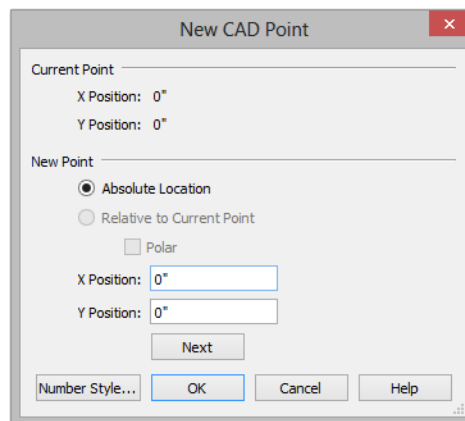 New CAD Point
Current Point
X Position: 0"
Y Position: 0"
New Point
Absolute Location
Relative to Current Point
Polar
X Position: 0"
Y Position: 0"
Next
Number Style... OK Cancel Help